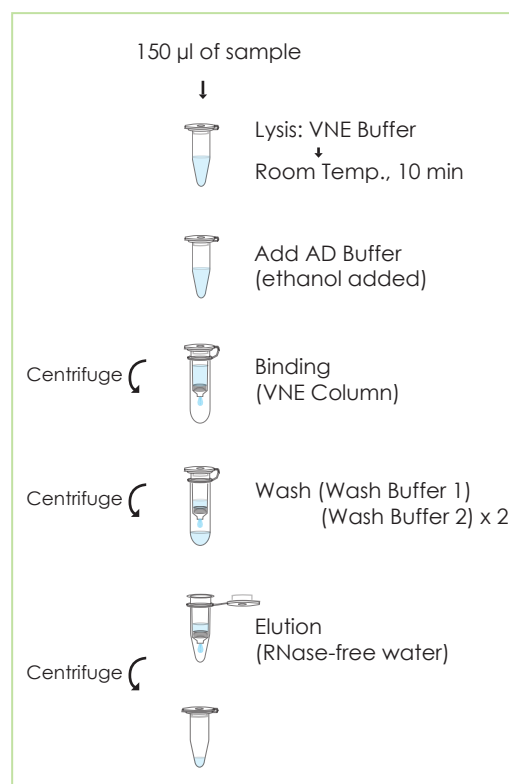 150 µl of sample
Lysis: VNE Buffer
Room Temp., 10 min
Add AD Buffer
(ethanol added)
Centrifuge
Binding
(VNE Column)
Centrifuge
Wash (Wash Buffer 1)
(Wash Buffer 2) x 2
Elution
(RNase-free water)
Centrifuge